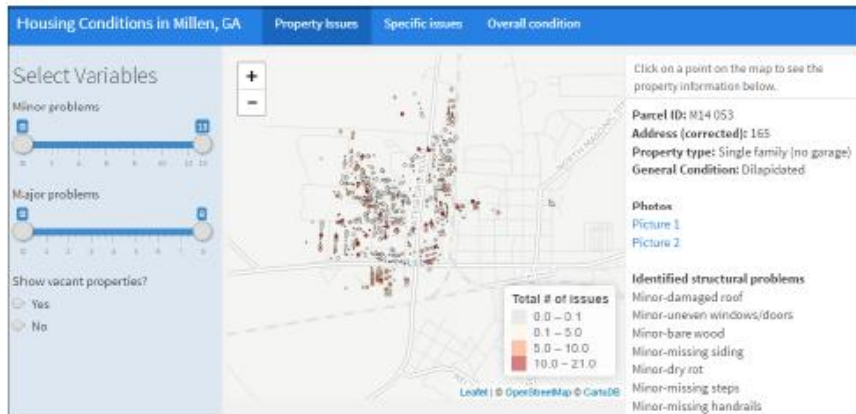 Housing Conditions in Millen, GA
Property Issues
Specific issues
Overall condition
Select Variables
Minor problems
0
13
Major problems
Show vacant properties?
Yes
No
+
−
Total # of issues
0.0 – 0.1
0.1 – 5.0
5.0 – 10.0
10.0 – 21.0
Leaflet | © OpenStreetMap © CartoDB
Click on a point on the map to see the
property information below.
Parcel ID: M14 053
Address (corrected): 165
Property type: Single family (no garage)
General Condition: Dilapidated
Photos
Picture 1
Picture 2
Identified structural problems
Minor-damaged roof
Minor-uneven windows/doors
Minor-bare wood
Minor-missing siding
Minor-dry rot
Minor-missing steps
Minor-missing handrails